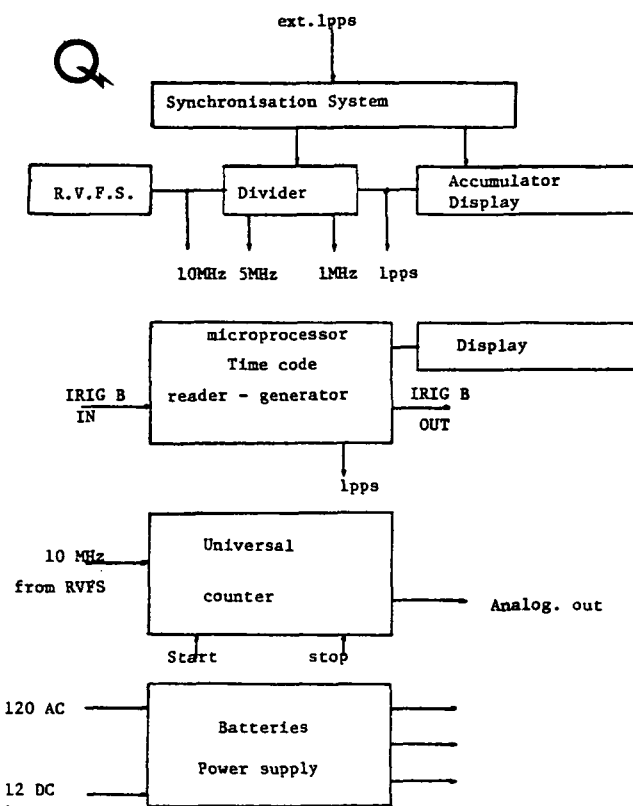 ext.1pps
Synchronisation System
R.V.F.S.
Divider
Accumulator
Display
10MHz 5MHz 1MHz 1pps
microprocessor
Time code
reader - generator
Display
IRIG B
IN
IRIG B
OUT
1pps
10 MHz
from RVFS
Universal
counter
Analog. out
Start stop
120 AC
Batteries
Power supply
12 DC